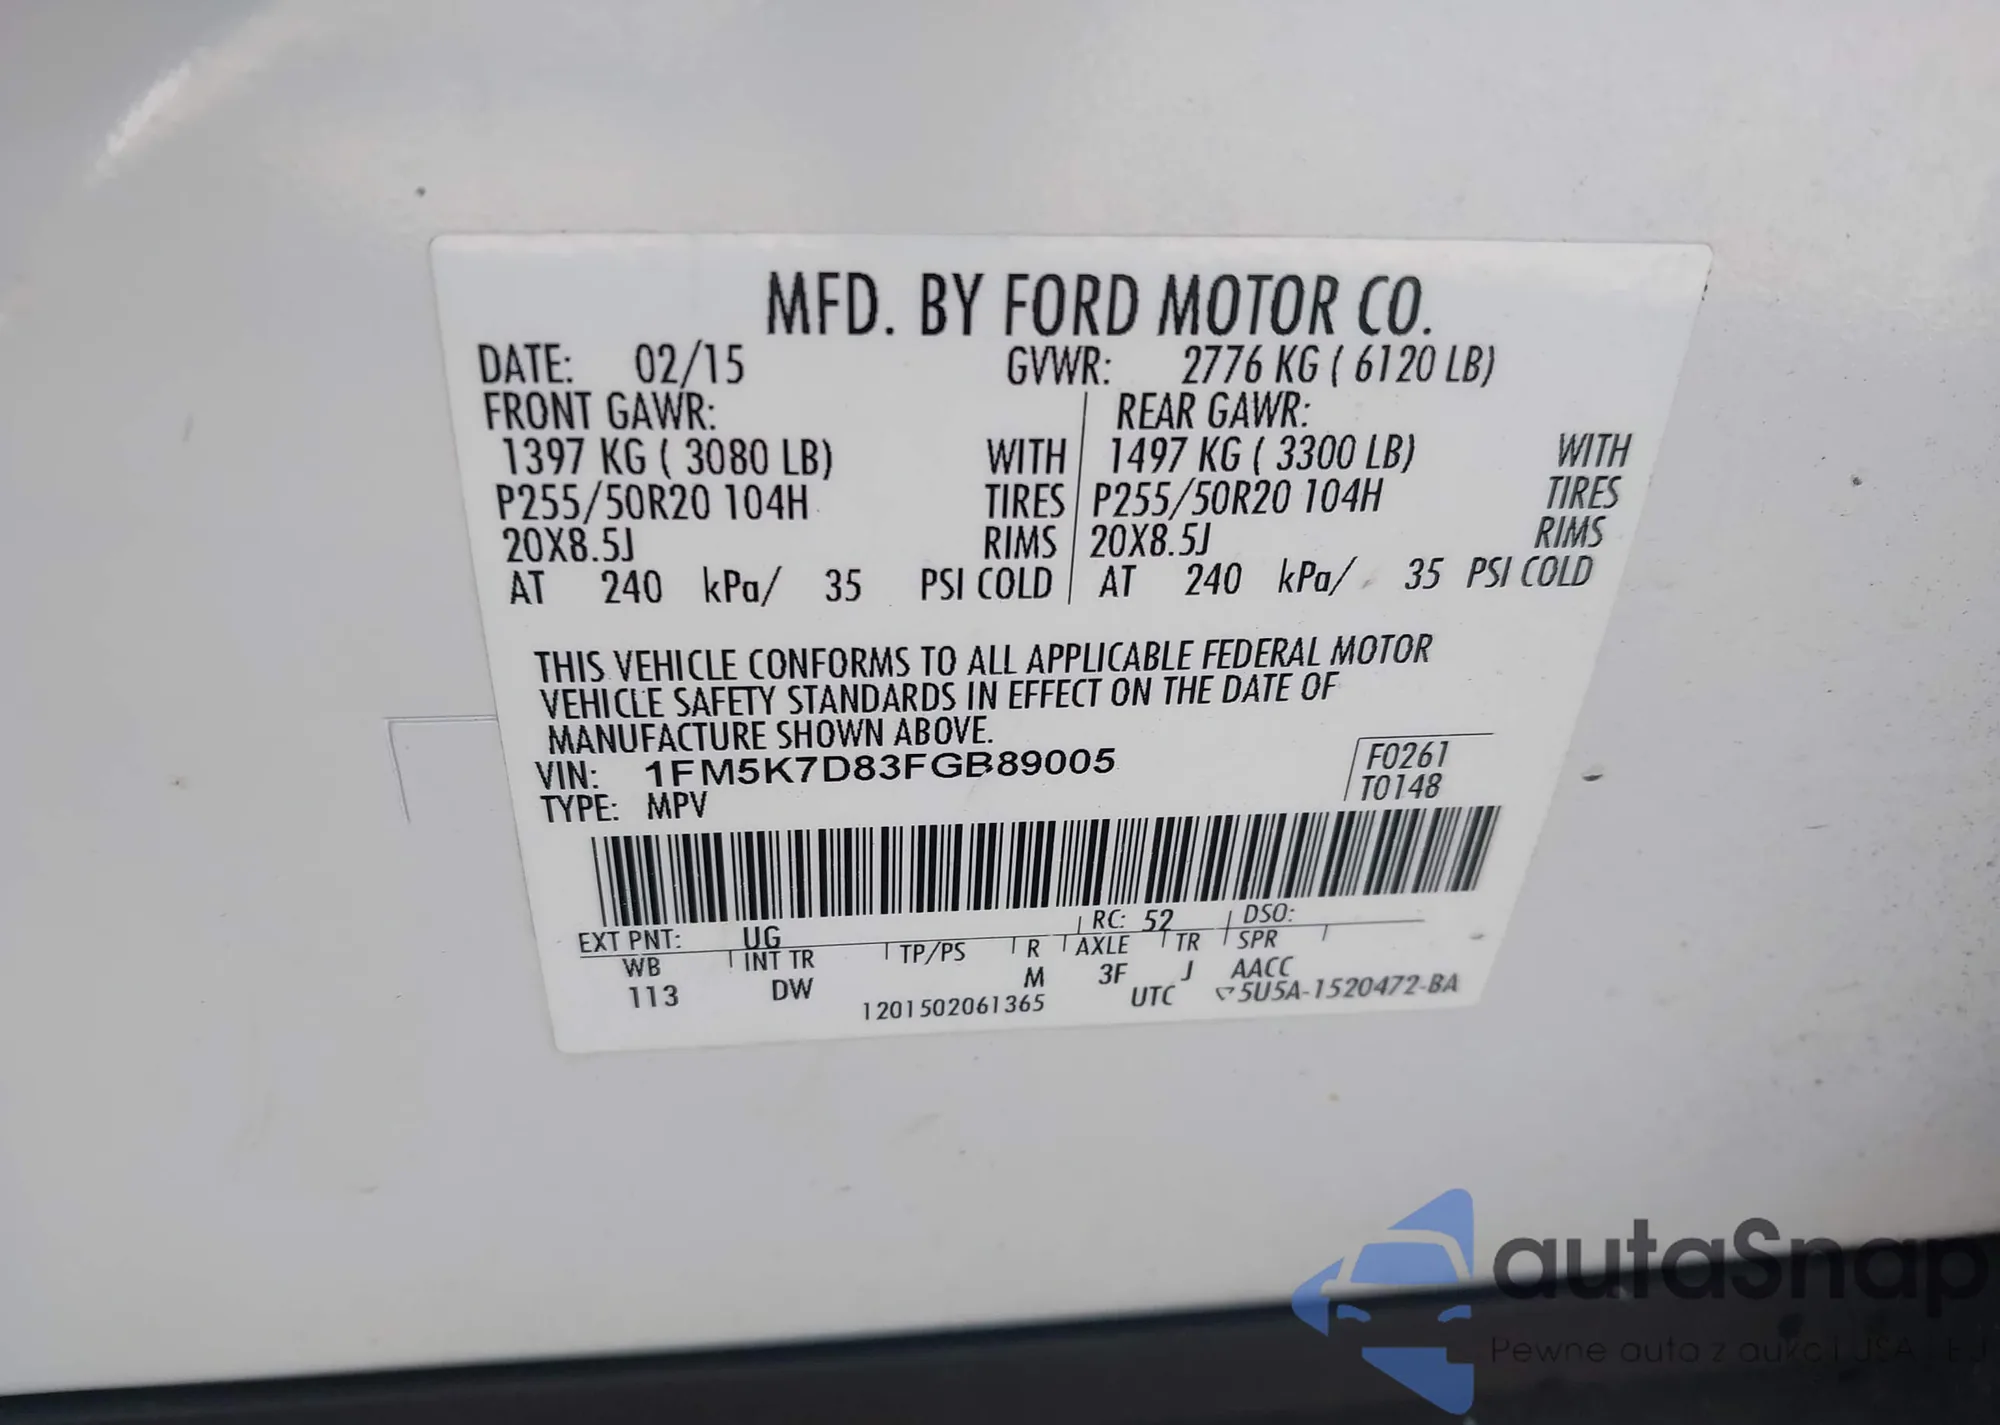 MFD. BY FORD MOTOR CO.
DATE: 02/15 GVWR: 2776 KG ( 6120 LB)
FRONT GAWR: REAR GAWR:
1397 KG ( 3080 LB) WITH 1497 KG ( 3300 LB) WITH
P255/50R20 104H TIRES P255/50R20 104H TIRES
20X8.5J RIMS 20X8.5J RIMS
AT 240 kPa/ 35 PSI COLD AT 240 kPa/ 35 PSI COLD
THIS VEHICLE CONFORMS TO ALL APPLICABLE FEDERAL MOTOR
VEHICLE SAFETY STANDARDS IN EFFECT ON THE DATE OF
MANUFACTURE SHOWN ABOVE.
VIN: 1FM5K7D83FGB89005 F0261
TYPE: MPV T0148
EXT PNT: UG RC: 52 DSO:
WB INT TR TP/PS R AXLE TR SPR
113 DW M 3F J AACC
1201502061365 UTC 5U5A-1520472-BA
autaSnap
Pewne auta z aukcji USA i EU